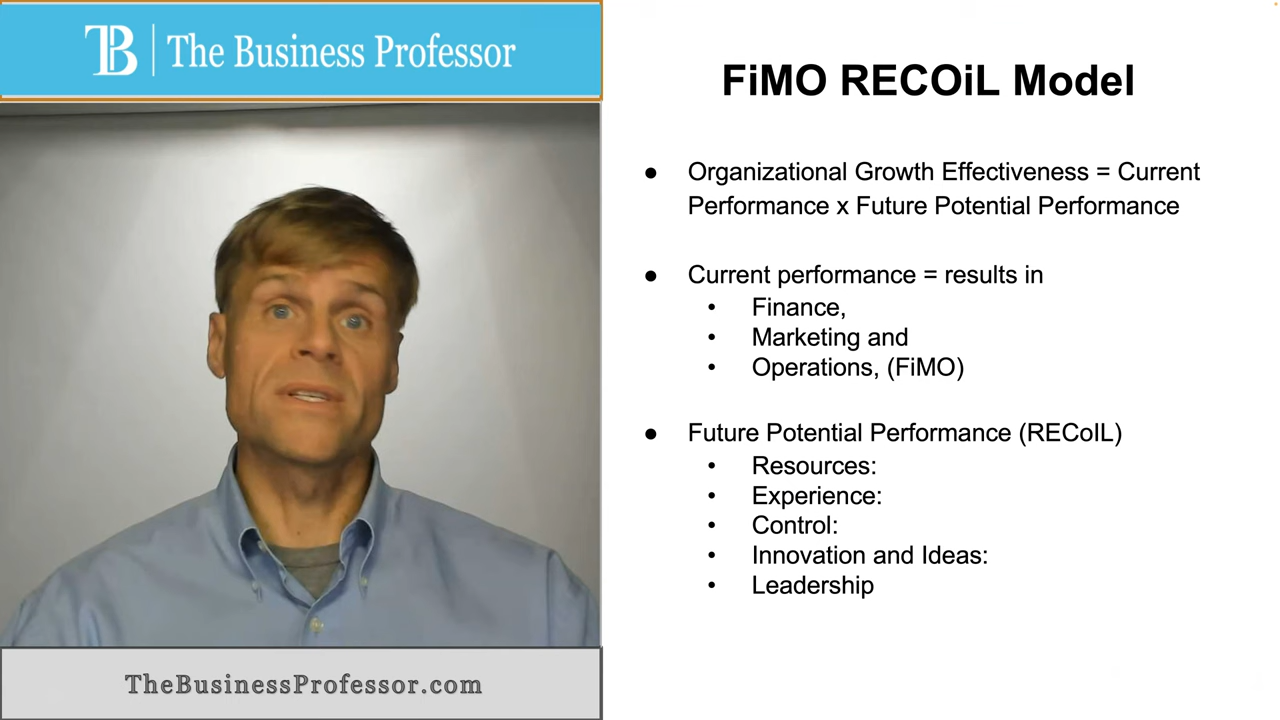 TB | The Business Professor
TheBusinessProfessor.com
FiMO RECOiL Model
● Organizational Growth Effectiveness = Current
Performance x Future Potential Performance
● Current performance = results in
• Finance,
• Marketing and
• Operations, (FiMO)
● Future Potential Performance (RECoIL)
• Resources:
• Experience:
• Control:
• Innovation and Ideas:
• Leadership